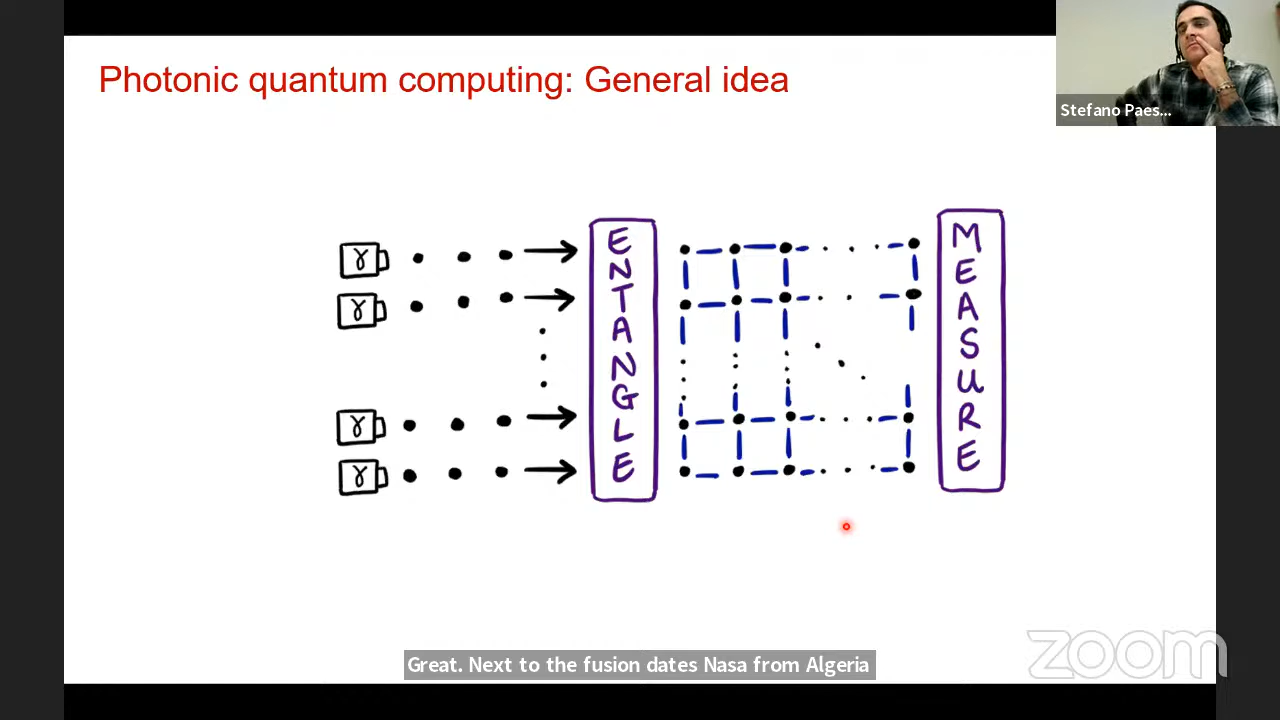 Photonic quantum computing: General idea
Stefano Paes...
γ
γ
γ
γ
ENTANGLE
MEASURE
Great. Next to the fusion dates Nasa from Algeria
zoom